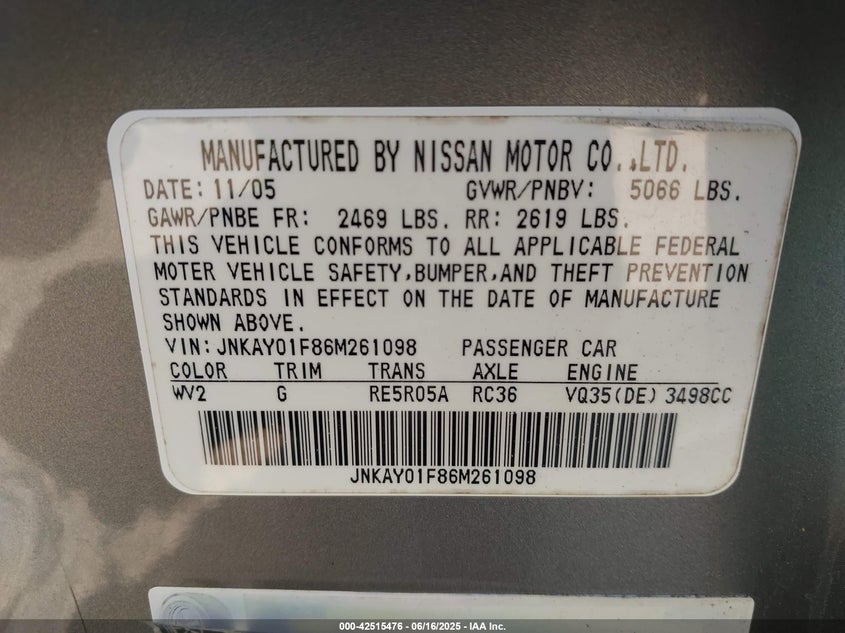 MANUFACTURED BY NISSAN MOTOR CO.,LTD.
DATE: 11/05 GVWR/PNBV: 5066 LBS.
GAWR/PNBE FR: 2469 LBS. RR: 2619 LBS.
THIS VEHICLE CONFORMS TO ALL APPLICABLE FEDERAL
MOTER VEHICLE SAFETY,BUMPER,AND THEFT PREVENTION
STANDARDS IN EFFECT ON THE DATE OF MANUFACTURE
SHOWN ABOVE.
VIN:JNKAY01F86M261098 PASSENGER CAR
COLOR TRIM TRANS AXLE ENGINE
WV2 G RE5R05A RC36 VQ35(DE) 3498CC
JNKAY01F86M261098
000-42515476 - 06/16/2025 - IAA Inc.